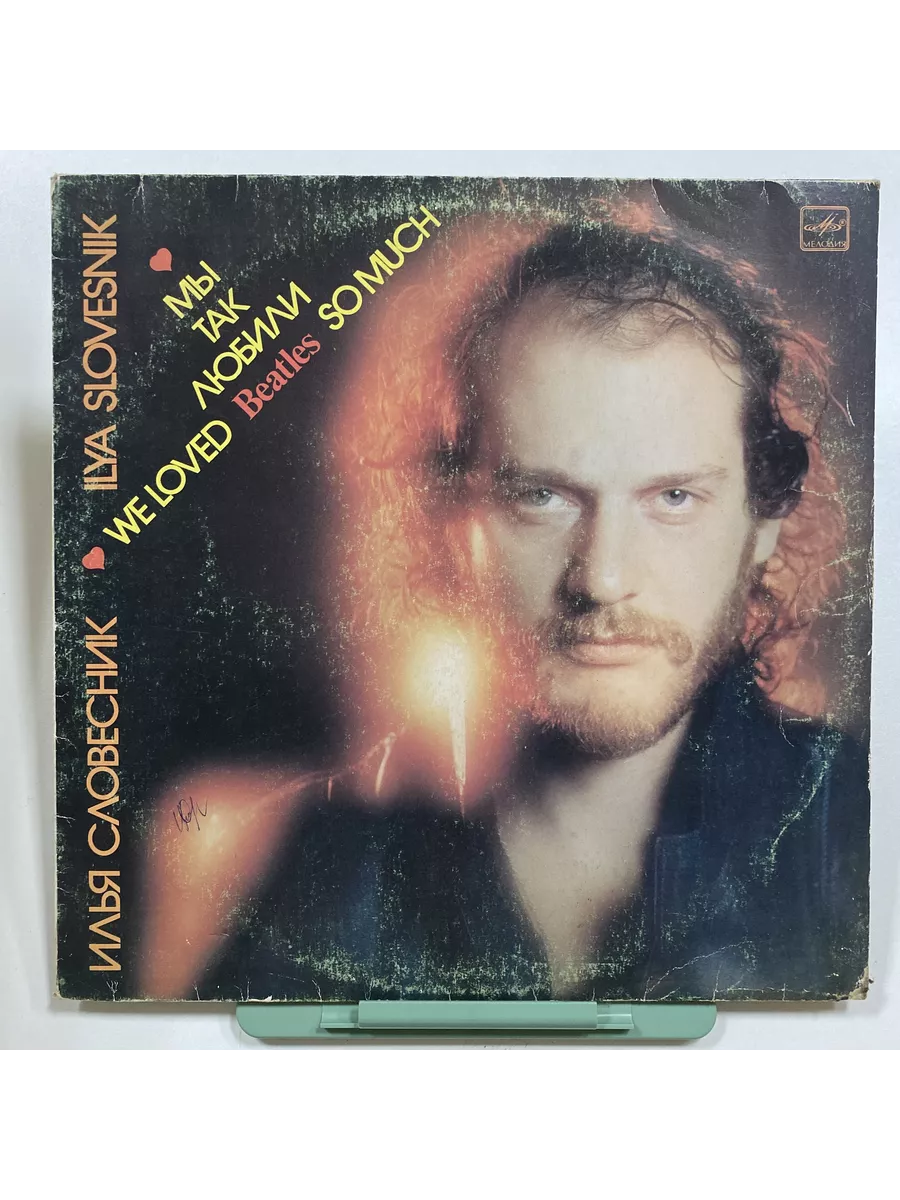 ИЛЬЯ СЛОВЕСНИК
ILYA SLOVESNIK
МЫ
ТАК
ЛЮБИЛИ
WE LOVED Beatles SO MUCH
МЕЛОДИЯ